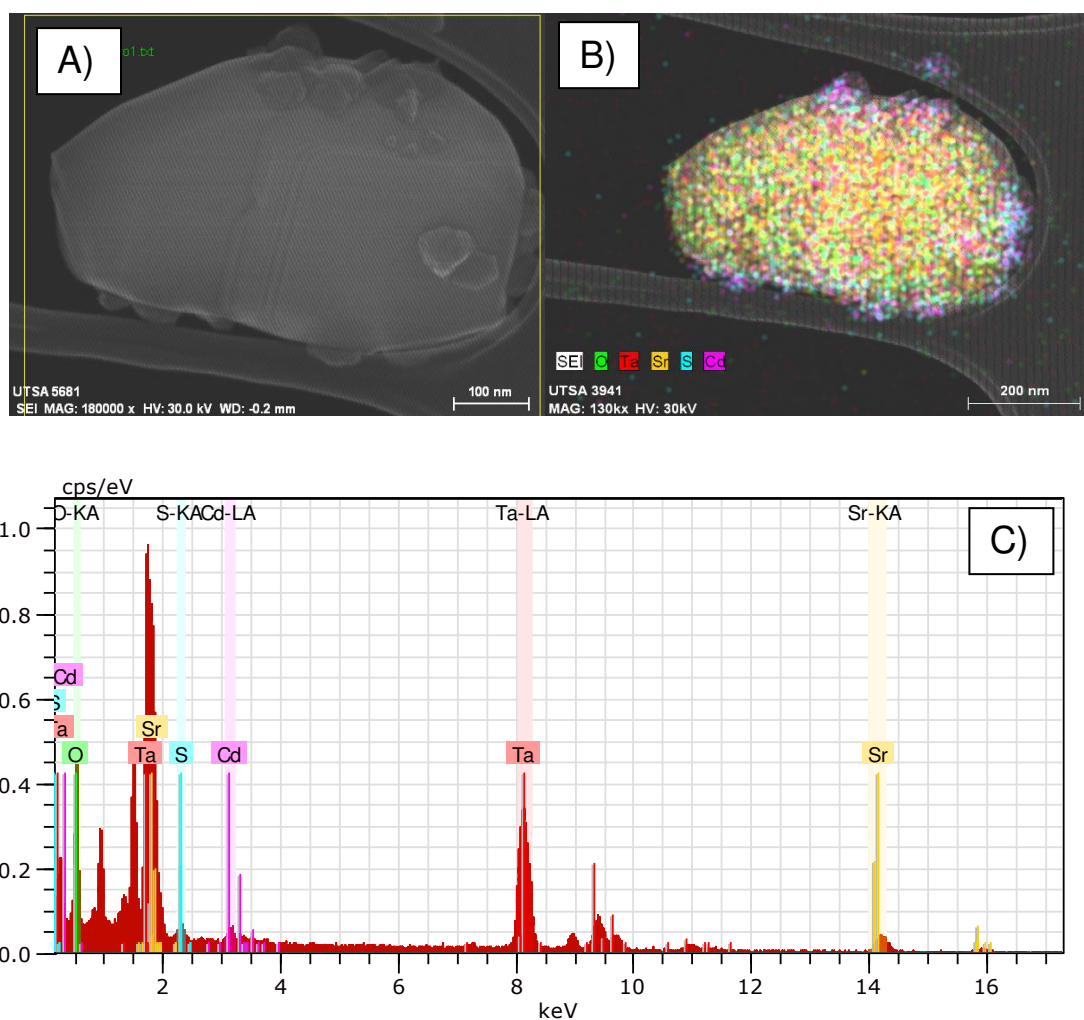 A)
o1.txt
UTSA 5681
SEI MAG: 180000 x HV: 30.0 kV WD: -0.2 mm
100 nm
B)
SEI O Ta Sr S Cd
UTSA 3941
MAG: 130kx HV: 30kV
200 nm
cps/eV
O-KA S-KA Cd-LA Ta-LA Sr-KA
C)
1.0
0.8
0.6
0.4
0.2
0.0
Cd
S
Ta Sr
O Ta S Cd Ta Sr
2 4 6 8 10 12 14 16
keV